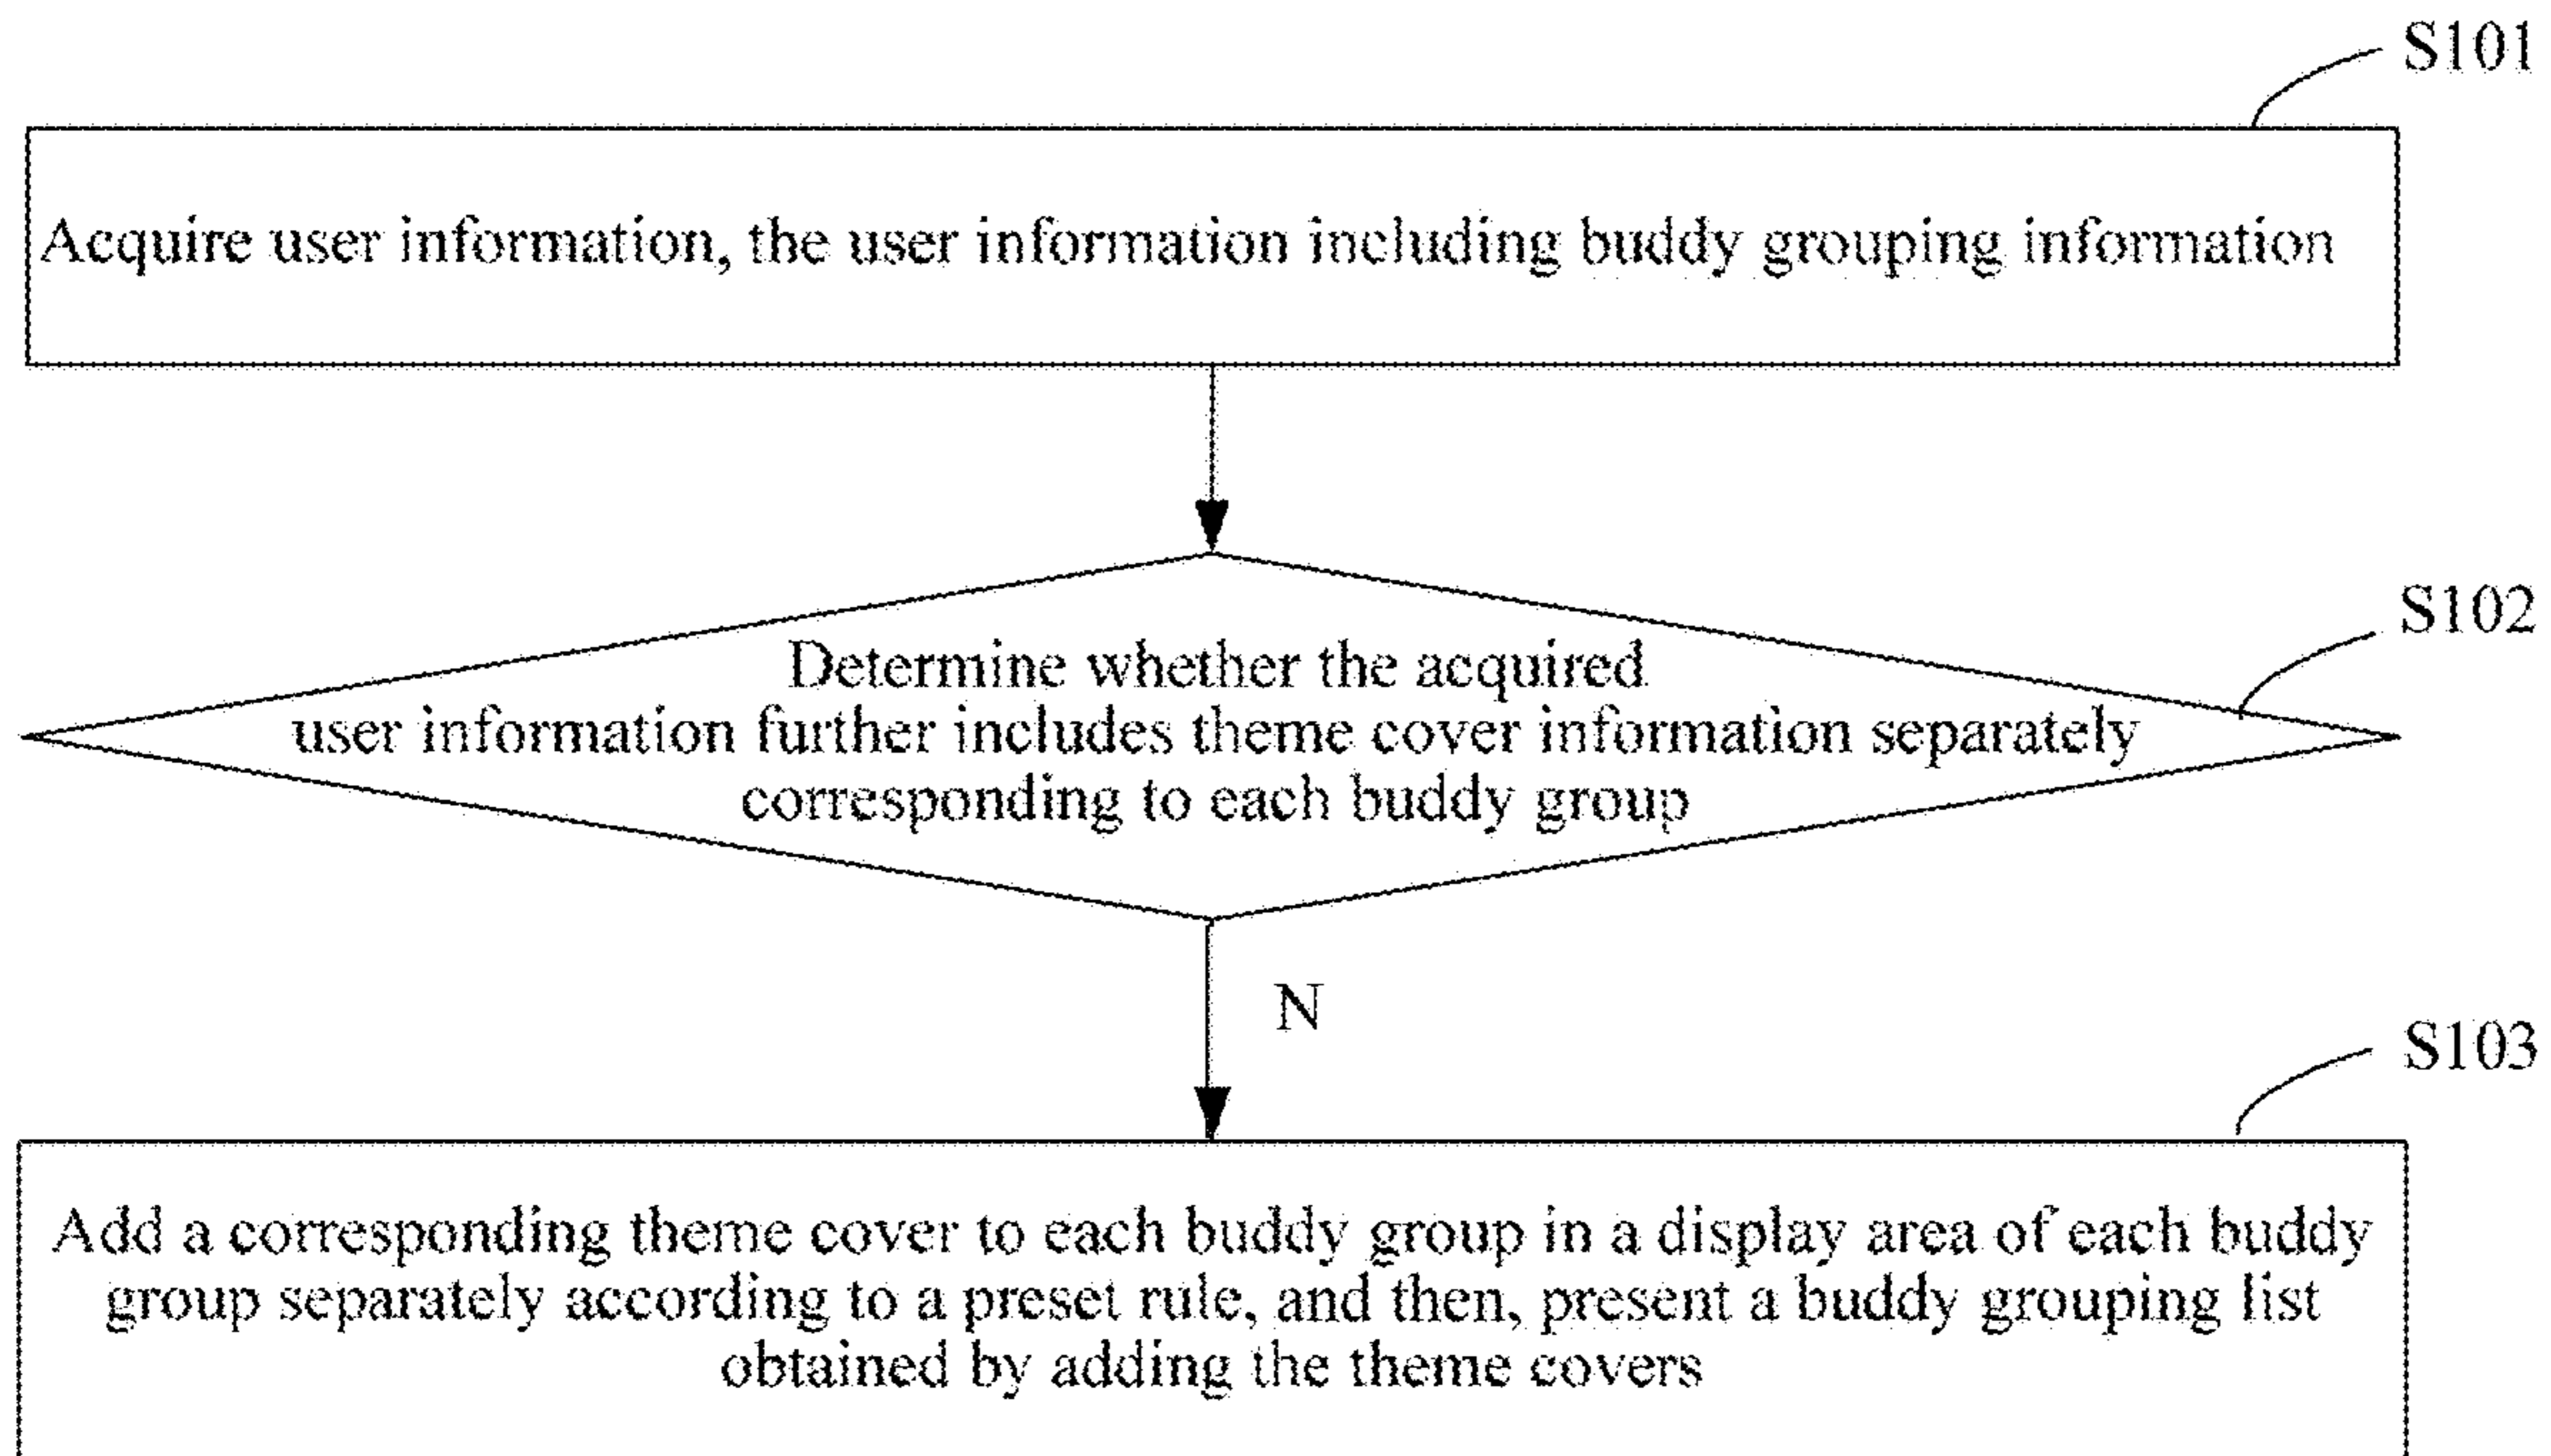 S101
Acquire user information, the user information including buddy grouping information
S102
Determine whether the acquired
user information further includes theme cover information separately
corresponding to each buddy group
N
S103
Add a corresponding theme cover to each buddy group in a display area of each buddy
group separately according to a preset rule, and then, present a buddy grouping list
obtained by adding the theme covers